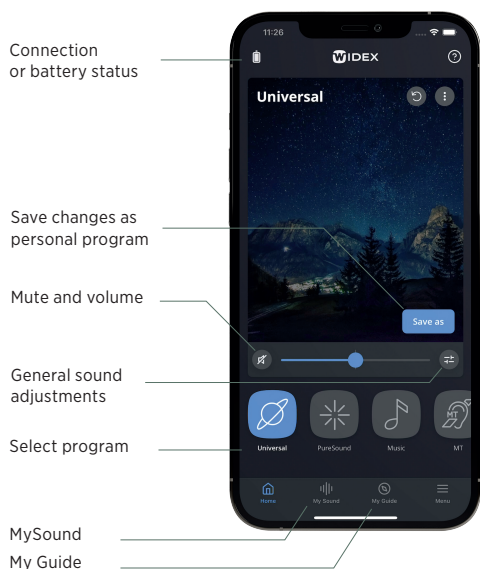 Connection
or battery status
Save changes as
personal program
Mute and volume
General sound
adjustments
Select program
MySound
My Guide
11:26
WIDEX
?
Universal
Save as
Universal
PureSound
Music
MT
MT
Home
My Sound
My Guide
Menu